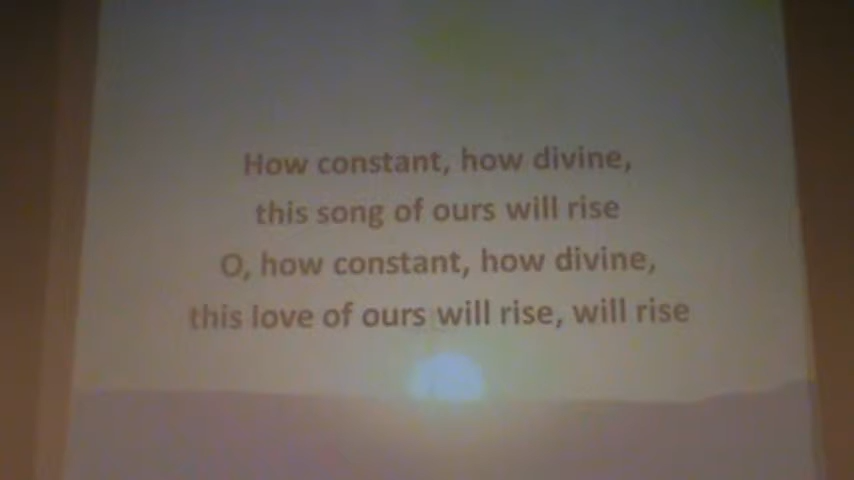 How constant, how divine,
this song of ours will rise
O, how constant, how divine,
this love of ours will rise, will rise